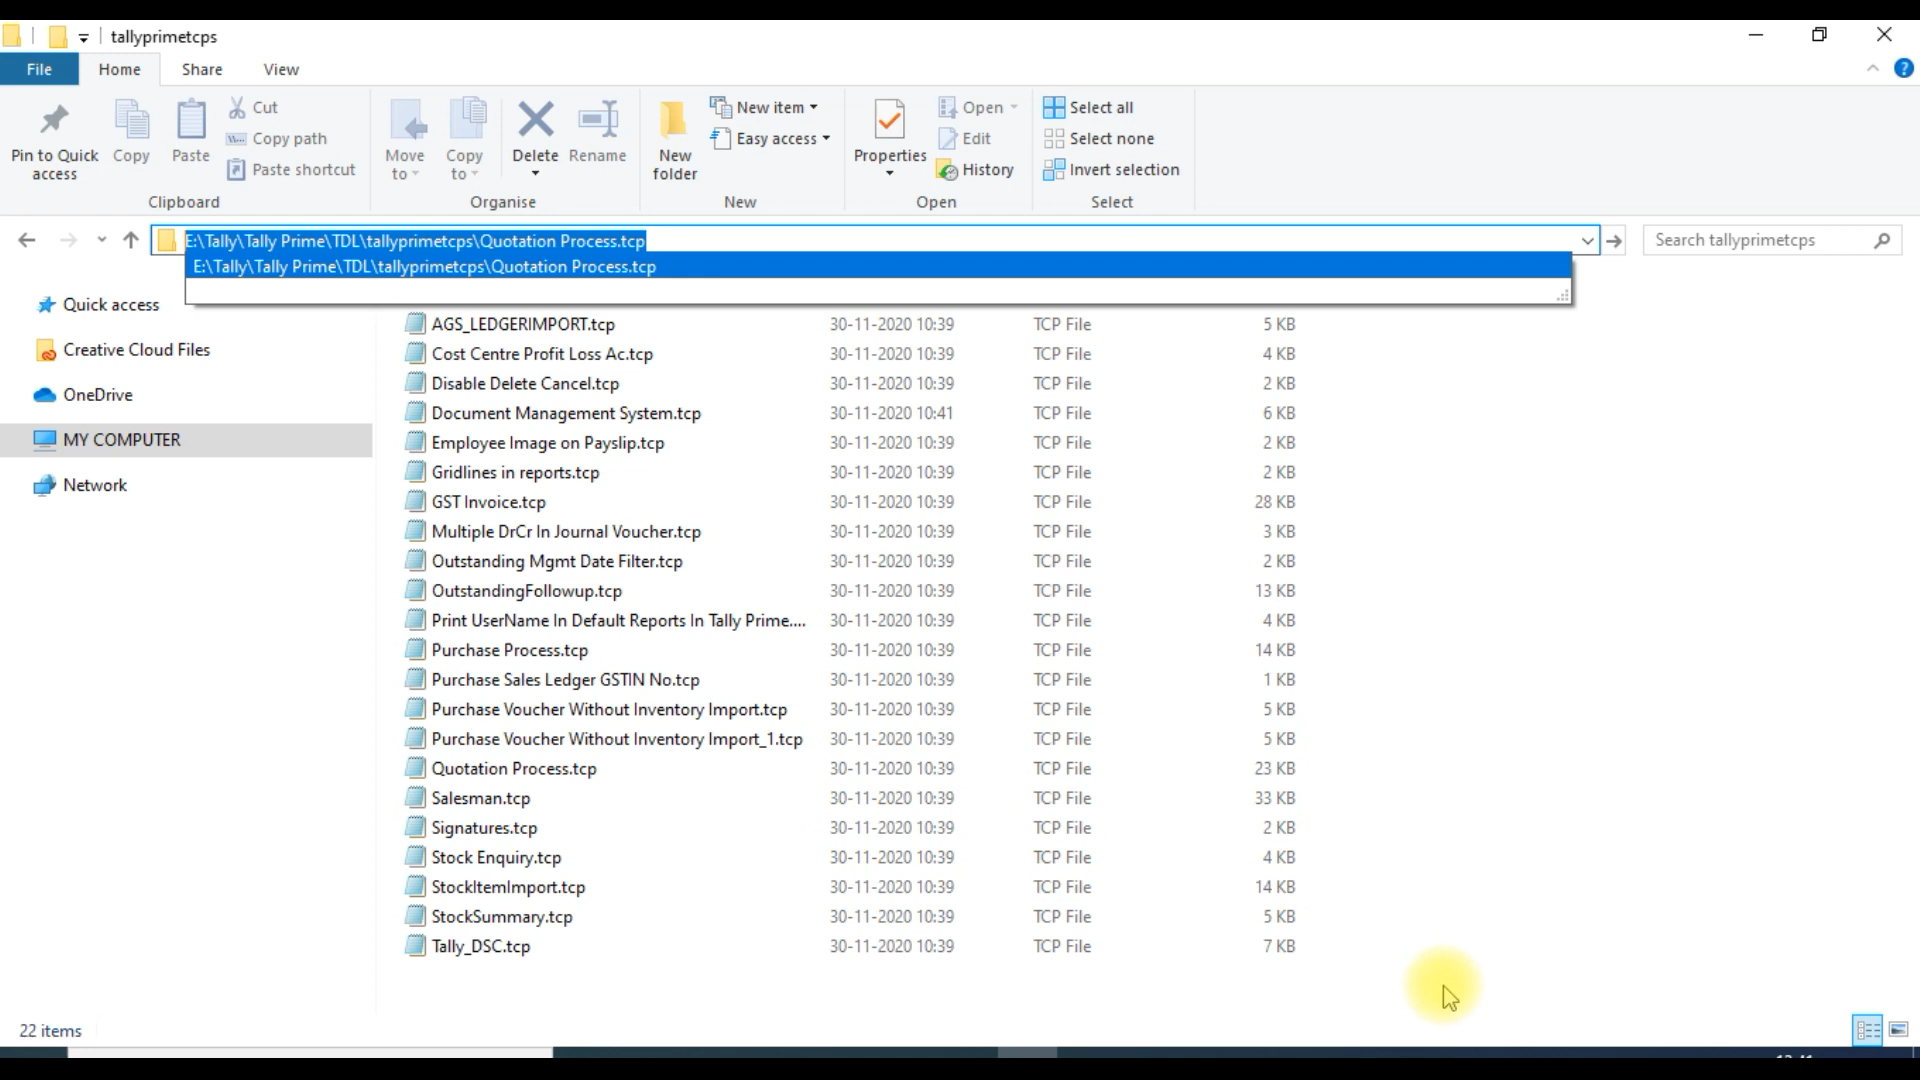 tallyprimetcps
File Home Share View
Pin to Quick access
Copy
Paste
Cut
Copy path
Paste shortcut
Clipboard
Move to
Copy to
Delete
Rename
Organise
New folder
New item
Easy access
New
Properties
Open
Edit
History
Open
Select all
Select none
Invert selection
Select
E:\Tally\Tally Prime\TDL\tallyprimetcps\Quotation Process.tcp
Search tallyprimetcps
E:\Tally\Tally Prime\TDL\tallyprimetcps\Quotation Process.tcp
Quick access
Creative Cloud Files
OneDrive
MY COMPUTER
Network
AGS_LEDGERIMPORT.tcp 30-11-2020 10:39 TCP File 5 KB
Cost Centre Profit Loss Ac.tcp 30-11-2020 10:39 TCP File 4 KB
Disable Delete Cancel.tcp 30-11-2020 10:39 TCP File 2 KB
Document Management System.tcp 30-11-2020 10:41 TCP File 6 KB
Employee Image on Payslip.tcp 30-11-2020 10:39 TCP File 2 KB
Gridlines in reports.tcp 30-11-2020 10:39 TCP File 2 KB
GST Invoice.tcp 30-11-2020 10:39 TCP File 28 KB
Multiple DrCr In Journal Voucher.tcp 30-11-2020 10:39 TCP File 3 KB
Outstanding Mgmt Date Filter.tcp 30-11-2020 10:39 TCP File 2 KB
OutstandingFollowup.tcp 30-11-2020 10:39 TCP File 13 KB
Print UserName In Default Reports In Tally Prime.... 30-11-2020 10:39 TCP File 4 KB
Purchase Process.tcp 30-11-2020 10:39 TCP File 14 KB
Purchase Sales Ledger GSTIN No.tcp 30-11-2020 10:39 TCP File 1 KB
Purchase Voucher Without Inventory Import.tcp 30-11-2020 10:39 TCP File 5 KB
Purchase Voucher Without Inventory Import_1.tcp 30-11-2020 10:39 TCP File 5 KB
Quotation Process.tcp 30-11-2020 10:39 TCP File 23 KB
Salesman.tcp 30-11-2020 10:39 TCP File 33 KB
Signatures.tcp 30-11-2020 10:39 TCP File 2 KB
Stock Enquiry.tcp 30-11-2020 10:39 TCP File 4 KB
StockItemImport.tcp 30-11-2020 10:39 TCP File 14 KB
StockSummary.tcp 30-11-2020 10:39 TCP File 5 KB
Tally_DSC.tcp 30-11-2020 10:39 TCP File 7 KB
22 items